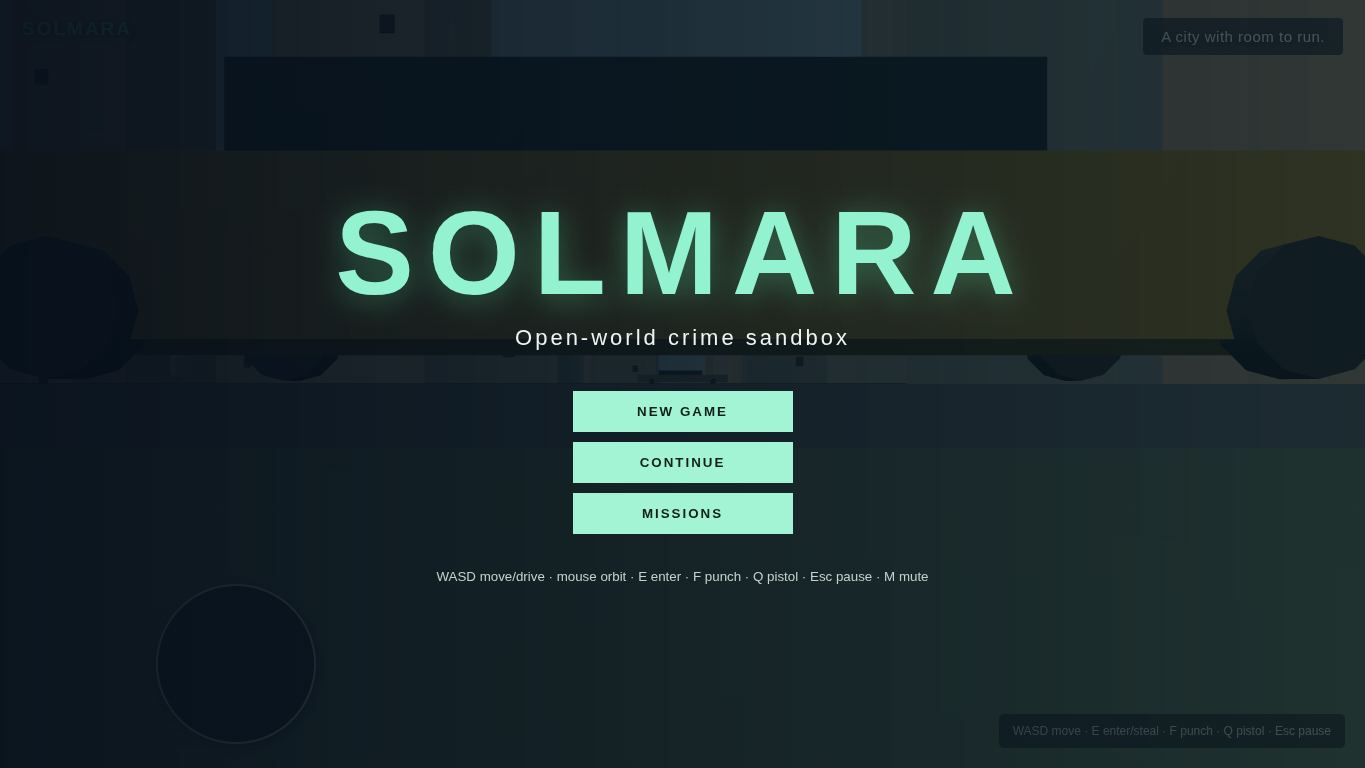 SOLMARA
A city with room to run.
SOLMARA
Open-world crime sandbox
NEW GAME
CONTINUE
MISSIONS
WASD move/drive · mouse orbit · E enter · F punch · Q pistol · Esc pause · M mute
WASD move · E enter/steal · F punch · Q pistol · Esc pause